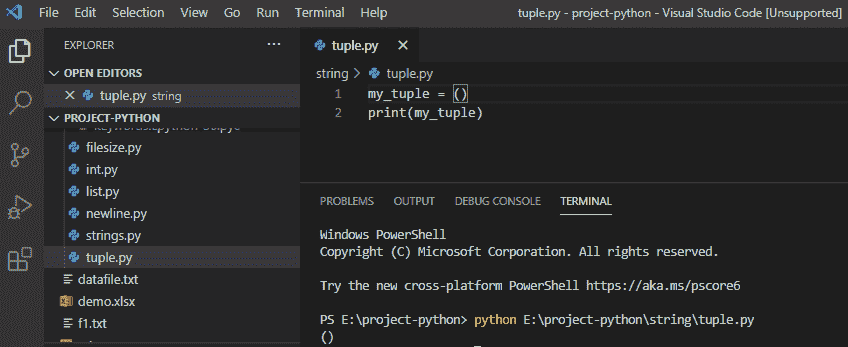 File Edit Selection View Go Run Terminal Help tuple.py - project-python - Visual Studio Code [Unsupported]
EXPLORER ···
OPEN EDITORS
tuple.py string
PROJECT-PYTHON
filesize.py
int.py
list.py
newline.py
strings.py
tuple.py
datafile.txt
demo.xlsx
f1.txt
tuple.py
string > tuple.py
1 my_tuple = ()
2 print(my_tuple)
PROBLEMS OUTPUT DEBUG CONSOLE TERMINAL
Windows PowerShell
Copyright (C) Microsoft Corporation. All rights reserved.
Try the new cross-platform PowerShell https://aka.ms/pscore6
PS E:\project-python> python E:\project-python\string\tuple.py
()